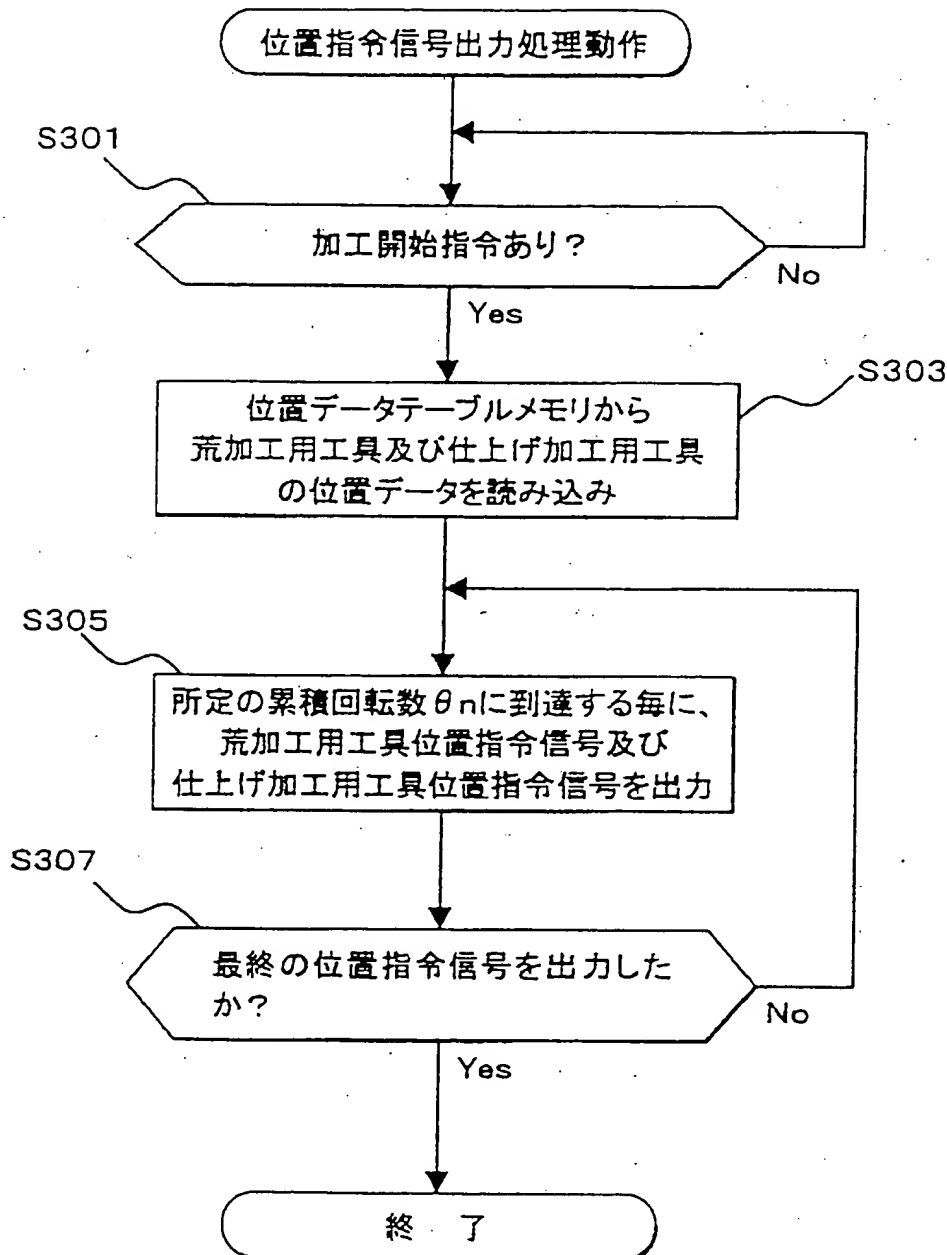 位置指令信号出力処理動作
S301
加工開始指令あり?
No
Yes
S303
位置データテーブルメモリから
荒加工用工具及び仕上げ加工用工具
の位置データを読み込み
S305
所定の累積回転数θnに到達する毎に、
荒加工用工具位置指令信号及び
仕上げ加工用工具位置指令信号を出力
S307
最終の位置指令信号を出力した
か?
No
Yes
終 了